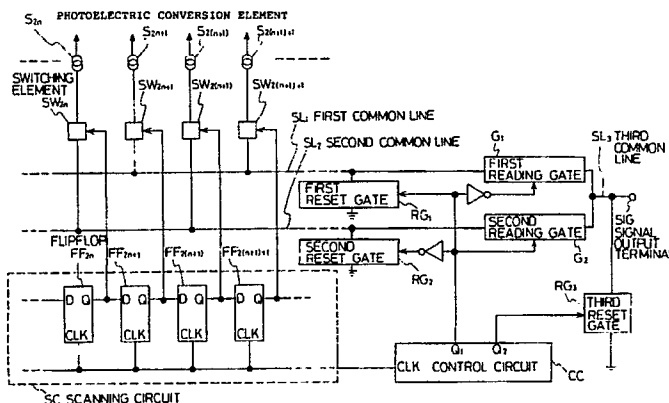 PHOTOELECTRIC CONVERSION ELEMENT
S2n S2n+1 S2(n+1) S2(n+1)+1
SWITCHING ELEMENT
SW2n SW2n+1 SW2(n+1) SW2(n+1)+1
SL1 FIRST COMMON LINE
SL2 SECOND COMMON LINE
G1
FIRST READING GATE
SL3 THIRD COMMON LINE
FIRST RESET GATE
RG1
SIG SIGNAL OUTPUT TERMINAL
SECOND READING GATE
G2
SECOND RESET GATE
RG2
FLIPFLOP
FF2n FF2n+1 FF2(n+1) FF2(n+1)+1
D Q D Q D Q D Q
CLK CLK CLK CLK
RG3
THIRD RESET GATE
Q1 Q2
CLK CONTROL CIRCUIT
CC
SC SCANNING CIRCUIT